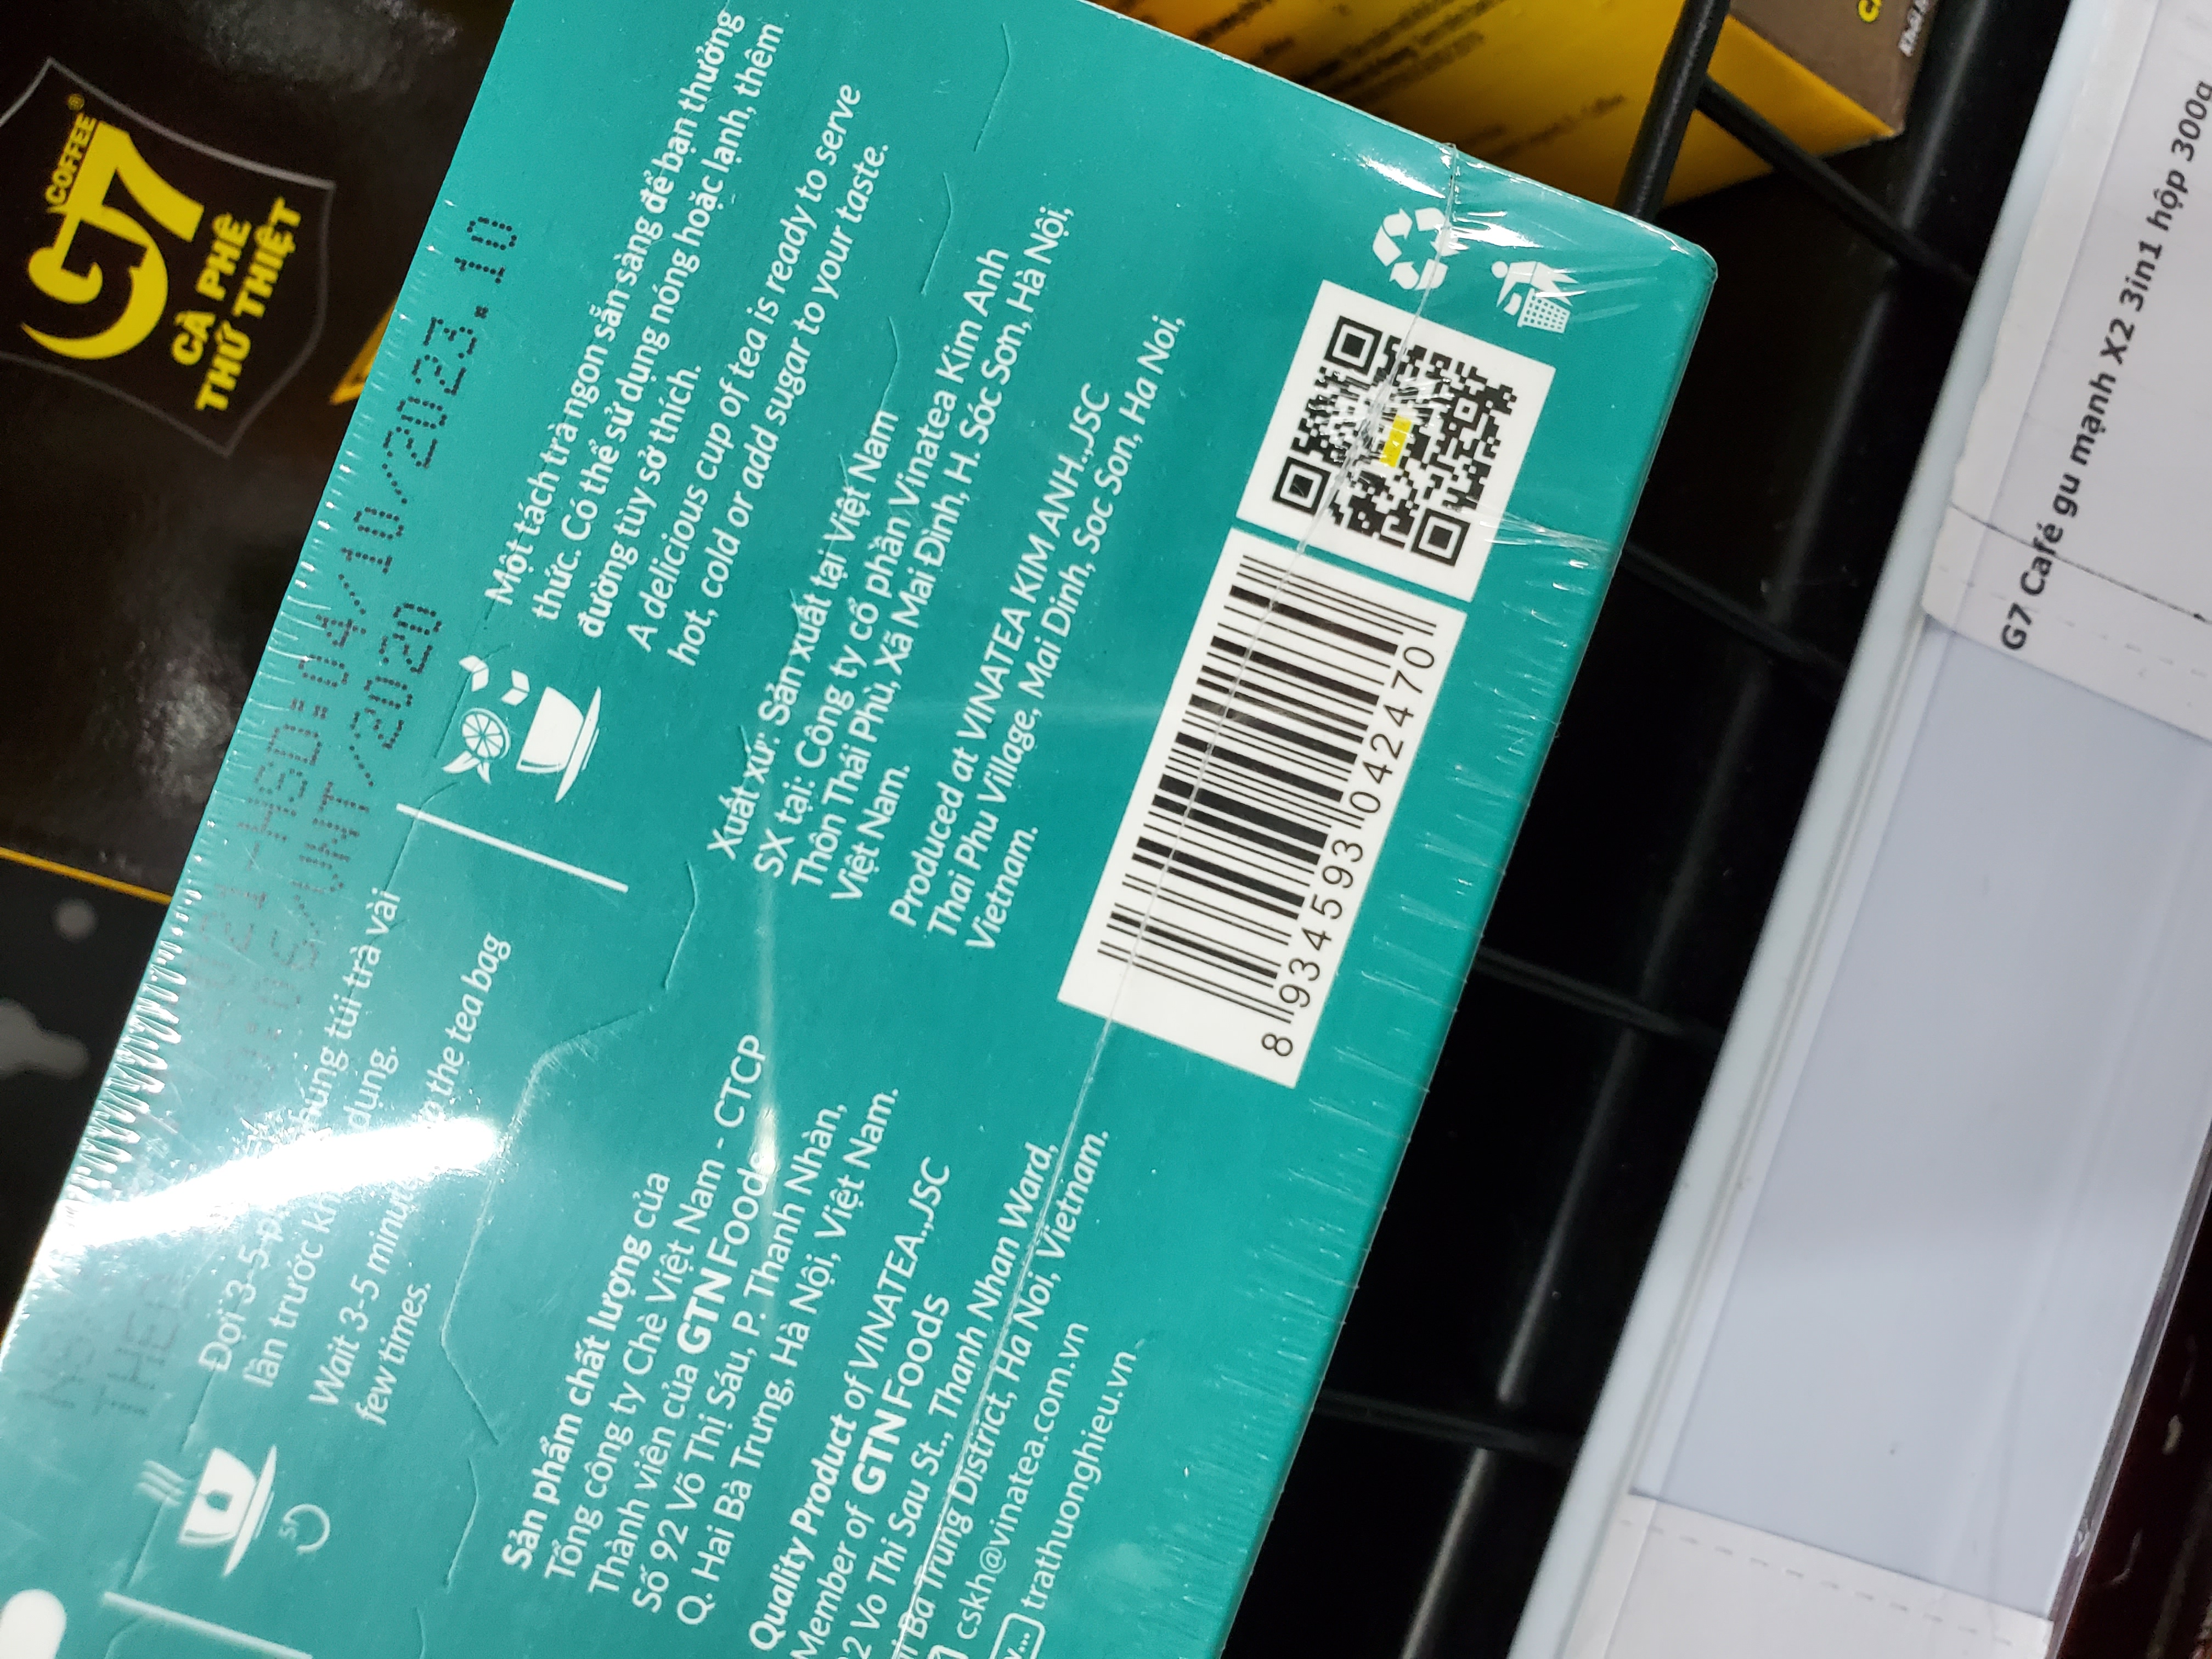 COFFEE
G7
CÀ PHÊ
THỨ THIỆT
021-HSD:04/10/2023.10
:06/UNT/2020
Đợi 3-5 túi trà vài
lần trước dụng.
Wait 3-5 the tea bag
few times.
Một tách trà ngon sẵn sàng để bạn thưởng
thức. Có thể sử dụng nóng hoặc lạnh, thêm
đường tùy sở thích.
A delicious cup of tea is ready to serve
hot, cold or add sugar to your taste.
Sản phẩm chất lượng của
Tổng công ty Chè Việt Nam - CTCP
Thành viên của GTNFoods
Số 92 Võ Thị Sáu, P. Thanh Nhàn,
Q. Hai Bà Trưng, Hà Nội, Việt Nam.
Quality Product of VINATEA.,JSC
Member of GTNFoods
Vo Thi Sau St., Thanh Nhan Ward,
Ba Trung District, Ha Noi, Vietnam.
cskh@vinatea.com.vn
trathuonghieu.vn
Xuất xứ: Sản xuất tại Việt Nam
SX tại: Công ty cổ phần Vinatea Kim Anh
Thôn Thái Phù, Xã Mai Đình, H. Sóc Sơn, Hà Nội,
Việt Nam.
Produced at VINATEA KIM ANH.,JSC
Thai Phu Village, Mai Dinh, Soc Son, Ha Noi,
Vietnam.
8 934593 042470
G7 Café gu mạnh X2 3in1 hộp 300g